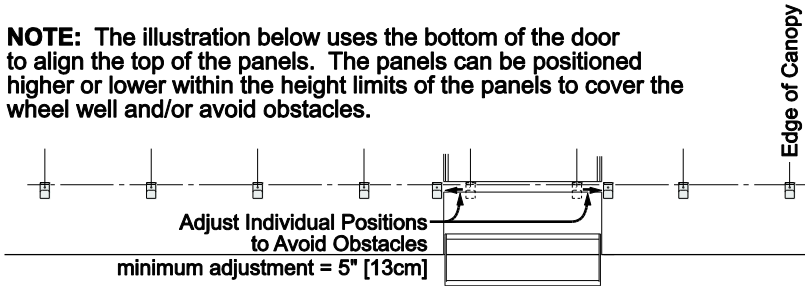 NOTE: The illustration below uses the bottom of the door
to align the top of the panels. The panels can be positioned
higher or lower within the height limits of the panels to cover the
wheel well and/or avoid obstacles.
Edge of Canopy
Adjust Individual Positions
to Avoid Obstacles
minimum adjustment = 5" [13cm]